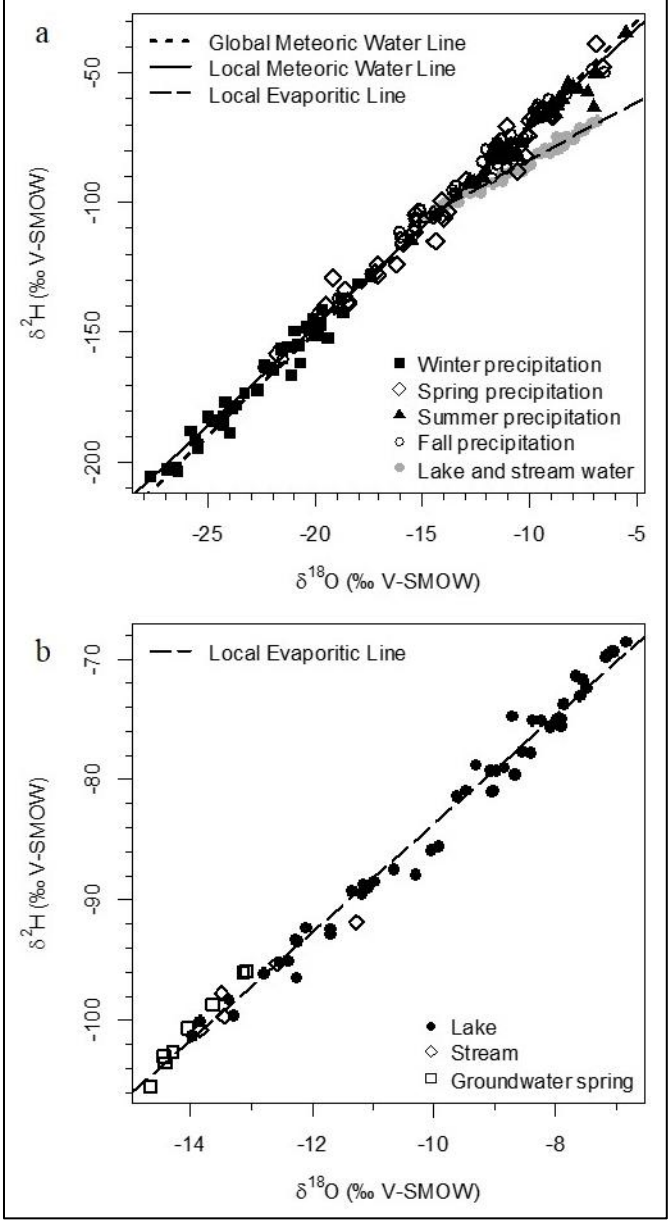 a
Global Meteoric Water Line
Local Meteoric Water Line
Local Evaporitic Line
-50
-100
-150
-200
δ²H (‰ V-SMOW)
Winter precipitation
Spring precipitation
Summer precipitation
Fall precipitation
Lake and stream water
-25 -20 -15 -10 -5
δ¹⁸O (‰ V-SMOW)
b
Local Evaporitic Line
-70
-80
-90
-100
δ²H (‰ V-SMOW)
Lake
Stream
Groundwater spring
-14 -12 -10 -8
δ¹⁸O (‰ V-SMOW)